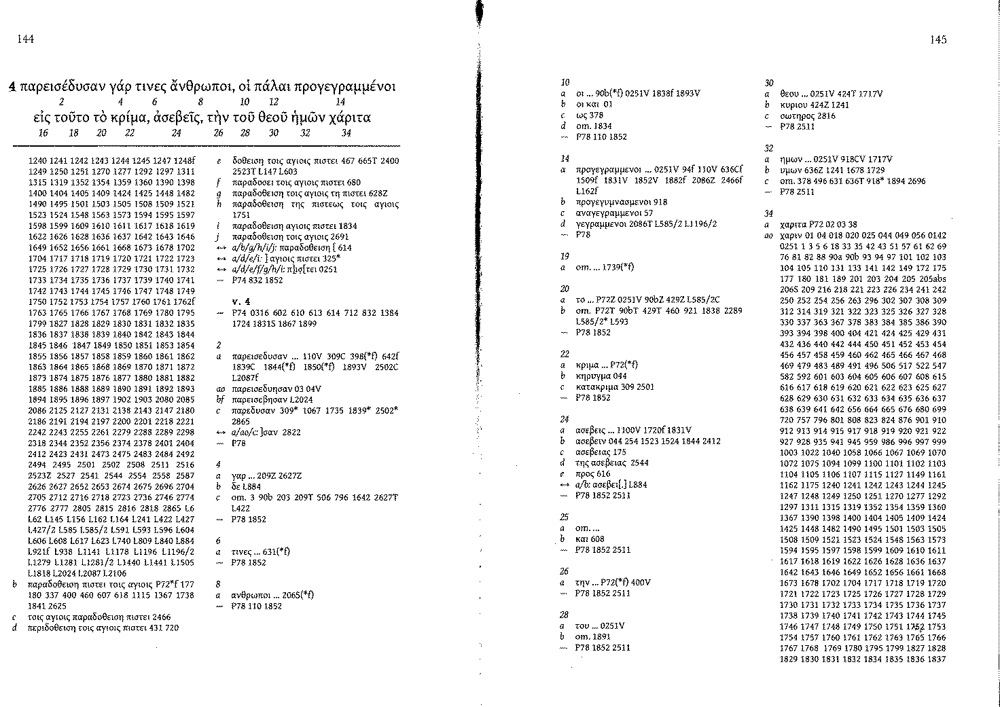 144
4 παρεισέδυσαν γάρ τινες ἄνθρωποι, οἱ πάλαι προγεγραμμένοι
2 4 6 8 10 12 14
εἰς τοῦτο τὸ κρίμα, ἀσεβεῖς, τὴν τοῦ θεοῦ ἡμῶν χάριτα
16 18 20 22 24 26 28 30 32 34
1240 1241 1242 1243 1244 1245 1247 1248f
1249 1250 1251 1270 1277 1292 1297 1311
1315 1319 1352 1354 1359 1360 1390 1398
1400 1404 1405 1409 1424 1425 1448 1482
1490 1495 1501 1503 1505 1508 1509 1521
1523 1524 1548 1563 1573 1594 1595 1597
1598 1599 1609 1610 1611 1617 1618 1619
1622 1626 1628 1636 1637 1642 1643 1646
1649 1652 1656 1661 1668 1673 1678 1702
1704 1717 1718 1719 1720 1721 1722 1723
1725 1726 1727 1728 1729 1730 1731 1732
1733 1734 1735 1736 1737 1739 1740 1741
1742 1743 1744 1745 1746 1747 1748 1749
1750 1752 1753 1754 1757 1760 1761 1762f
1763 1765 1766 1767 1768 1769 1780 1795
1799 1827 1828 1829 1830 1831 1832 1835
1836 1837 1838 1839 1840 1842 1843 1844
1845 1846 1847 1849 1850 1851 1853 1854
1855 1856 1857 1858 1859 1860 1861 1862
1863 1864 1865 1868 1869 1870 1871 1872
1873 1874 1875 1876 1877 1880 1881 1882
1885 1886 1888 1889 1890 1891 1892 1893
1894 1895 1896 1897 1902 1903 2080 2085
2086 2125 2127 2131 2138 2143 2147 2180
2186 2191 2194 2197 2200 2201 2218 2221
2242 2243 2255 2261 2279 2288 2289 2298
2318 2344 2352 2356 2374 2378 2401 2404
2412 2423 2431 2473 2475 2483 2484 2492
2494 2495 2501 2502 2508 2511 2516
2523Z 2527 2541 2544 2554 2558 2587
2626 2627 2652 2653 2674 2675 2696 2704
2705 2712 2716 2718 2723 2736 2746 2774
2776 2777 2805 2815 2816 2818 2865 L6
L62 L145 L156 L162 L164 L241 L422 L427
L427/2 L585 L585/2 L591 L593 L596 L604
L606 L608 L617 L623 L740 L809 L840 L884
L921f L938 L1141 L1178 L1196 L1196/2
L1279 L1281 L1281/2 L1440 L1441 L1505
L1818 L2024 L2087 L2106
b παραδοθειση πιστει τοις αγιοις P72*f 177
180 337 400 460 607 618 1115 1367 1738
1841 2625
c τοις αγιοις παραδοθειση πιστει 2466
d περιδοθειση τοις αγιοις πιστει 431 720
e δοθειση τοις αγιοις πιστει 467 665T 2400
2523T L147 L603
f παραδοσει τοις αγιοις πιστει 680
g παραδοθειση τοις αγιοις τη πιστει 628Z
h παραδοθειση της πιστεως τοις αγιοις
1751
i παραδοθειση αγιοις πιστει 1834
j παραδοθειση τοις αγιοις 2691
↔ a/b/g/h/i/j: παραδοθειση[ 614
↔ a/d/e/i: ]αγιοις πιστει 325*
↔ a/d/e/f/g/h/i: π]ισ[τει 0251
— P74 832 1852
v. 4
— P74 0316 602 610 613 614 712 832 1384
1724 1831S 1867 1899
2
a παρεισεδυσαν ... 110V 309C 398(*f) 642f
1839C 1844(*f) 1850(*f) 1893V 2502C
L2087f
ao παρεισεδυησαν 03 04V
bf παρεισεβησαν L2024
c παρεδυσαν 309* 1067 1735 1839* 2502*
2865
↔ a/ao/c: ]σαν 2822
— P78
4
a γαρ ... 209Z 2627Z
b δε L884
c om. 3 90b 203 209T 506 796 1642 2627T
L422
— P78 1852
6
a τινες ... 631(*f)
— P78 1852
8
a ανθρωποι ... 206S(*f)
— P78 110 1852
145
10
a οι ... 90b(*f) 0251V 1838f 1893V
b οι και 01
c ως 378
d om. 1834
— P78 110 1852
14
a προγεγραμμενοι ... 0251V 94f 110V 636Cf
1509f 1831V 1852V 1882f 2086Z 2466f
L162f
b προγεγυμνασμενοι 918
c αναγεγραμμενοι 57
d γεγραμμενοι 2086T L585/2 L1196/2
— P78
19
a om. ... 1739(*f)
20
a το ... P72Z 0251V 90bZ 429Z L585/2C
b om. P72T 90bT 429T 460 921 1838 2289
L585/2* L593
— P78 1852
22
a κριμα ... P72(*f)
b κηρυγμα 044
c κατακριμα 309 2501
— P78 1852
24
a ασεβεις ... 1100V 1720f 1831V
b ασεβειν 044 254 1523 1524 1844 2412
c ασεβειας 175
d της ασεβειας 2544
e προς 616
↔ a/b: ασεβει[.] L884
— P78 1852 2511
25
a om. ...
b και 608
— P78 1852 2511
26
a την ... P72(*f) 400V
— P78 1852 2511
28
a του ... 0251V
b om. 1891
— P78 1852 2511
30
a θεου ... 0251V 424T 1717V
b κυριου 424Z 1241
c σωτηρος 2816
— P78 2511
32
a ημων ... 0251V 918CV 1717V
b υμων 636Z 1241 1678 1729
c om. 378 496 631 636T 918* 1894 2696
— P78 2511
34
a χαριτα P72 02 03 38
ao χαριν 01 04 018 020 025 044 049 056 0142
0251 1 3 5 6 18 33 35 42 43 51 57 61 62 69
76 81 82 88 90a 90b 93 94 97 101 102 103
104 105 110 131 133 141 142 149 172 175
177 180 181 189 201 203 204 205 205abs
206S 209 216 218 221 223 226 234 241 242
250 252 254 256 263 296 302 307 308 309
312 314 319 321 322 323 325 326 327 328
330 337 363 367 378 383 384 385 386 390
393 394 398 400 404 421 424 425 429 431
432 436 440 442 444 450 451 452 453 454
456 457 458 459 460 462 465 466 467 468
469 479 483 489 491 496 506 517 522 547
582 592 601 603 604 605 606 607 608 615
616 617 618 619 620 621 622 623 625 627
628 629 630 631 632 633 634 635 636 637
638 639 641 642 656 664 665 676 680 699
720 757 796 801 808 823 824 876 901 910
912 913 914 915 917 918 919 920 921 922
927 928 935 941 945 959 986 996 997 999
1003 1022 1040 1058 1066 1067 1069 1070
1072 1075 1094 1099 1100 1101 1102 1103
1104 1105 1106 1107 1115 1127 1149 1161
1162 1175 1240 1241 1242 1243 1244 1245
1247 1248 1249 1250 1251 1270 1277 1292
1297 1311 1315 1319 1352 1354 1359 1360
1367 1390 1398 1400 1404 1405 1409 1424
1425 1448 1482 1490 1495 1501 1503 1505
1508 1509 1521 1523 1524 1548 1563 1573
1594 1595 1597 1598 1599 1609 1610 1611
1617 1618 1619 1622 1626 1628 1636 1637
1642 1643 1646 1649 1652 1656 1661 1668
1673 1678 1702 1704 1717 1718 1719 1720
1721 1722 1723 1725 1726 1727 1728 1729
1730 1731 1732 1733 1734 1735 1736 1737
1738 1739 1740 1741 1742 1743 1744 1745
1746 1747 1748 1749 1750 1751 1752 1753
1754 1757 1760 1761 1762 1763 1765 1766
1767 1768 1769 1780 1795 1799 1827 1828
1829 1830 1831 1832 1834 1835 1836 1837